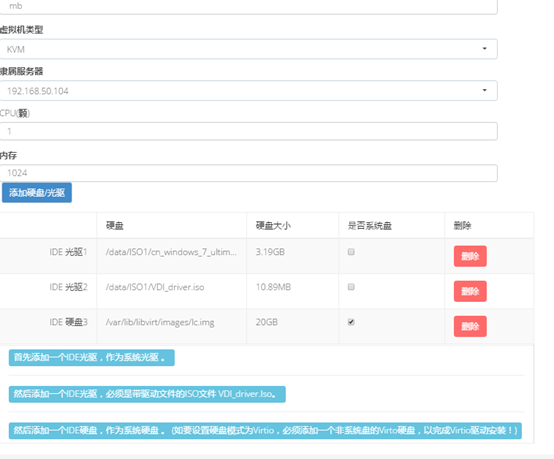 mb
虚拟机类型
KVM
隶属服务器
192.168.50.104
CPU(颗)
1
内存
1024
添加硬盘/光驱
硬盘 硬盘大小 是否系统盘 删除
IDE 光驱1 /data/ISO1/cn_windows_7_ultim... 3.19GB 删除
IDE 光驱2 /data/ISO1/VDI_driver.iso 10.89MB 删除
IDE 硬盘3 /var/lib/libvirt/images/lc.img 20GB 删除
首先添加一个IDE光驱，作为系统光驱 。
然后添加一个IDE光驱，必须是带驱动文件的ISO文件 VDI_driver.Iso。
然后添加一个IDE硬盘，作为系统硬盘 。 (如要设置硬盘模式为Virtio，必须添加一个非系统盘的Virto硬盘，以完成Virtio驱动安装！)